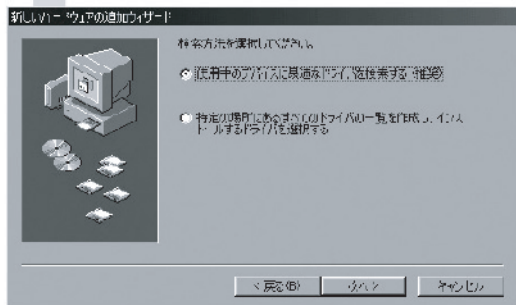 新しいハードウェアの追加ウィザード
検索方法を選択してください。
使用中のデバイスに最適なドライバを検索する (推奨)
特定の場所にあるすべてのドライバの一覧を作成し、インス
トールするドライバを選択する
< 戻る(B)
次へ >
キャンセル